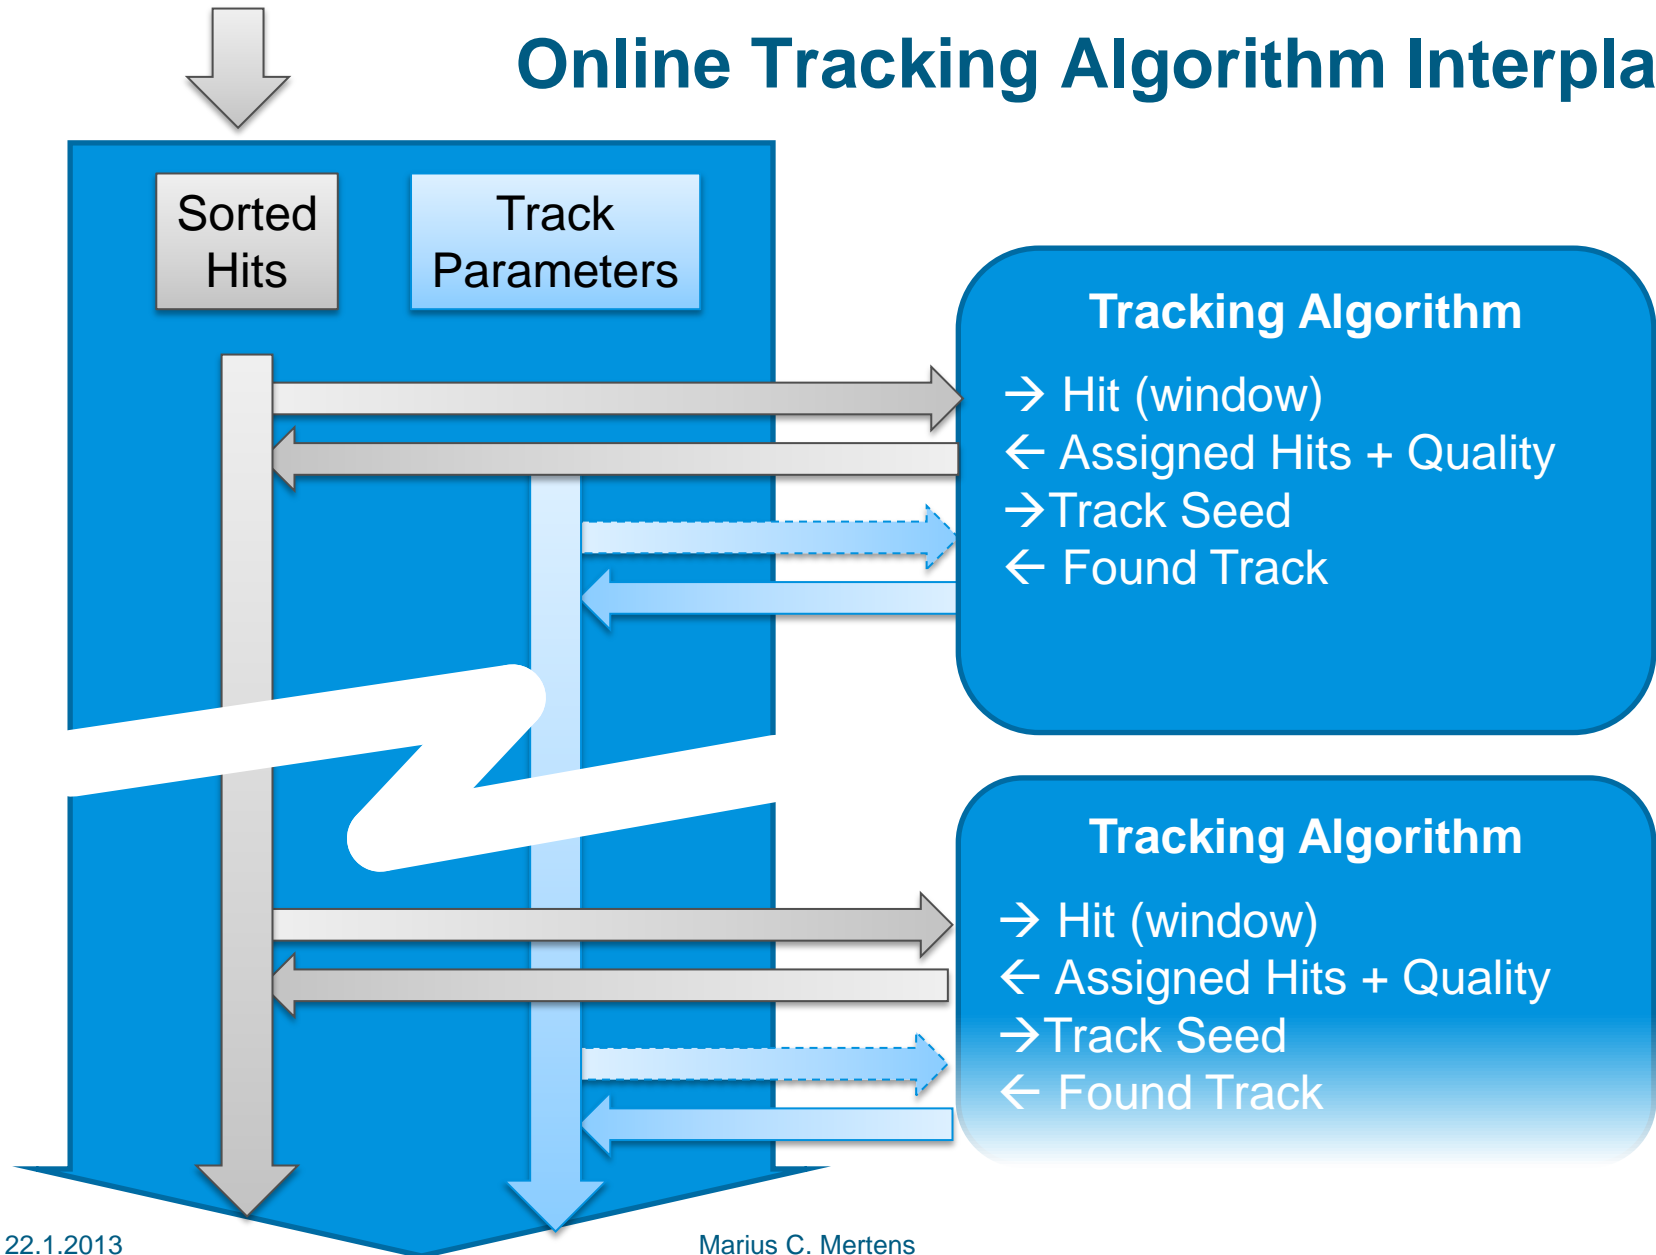 Online Tracking Algorithm Interpla
Sorted
Hits
Track
Parameters
Tracking Algorithm
→ Hit (window)
← Assigned Hits + Quality
→Track Seed
← Found Track
Tracking Algorithm
→ Hit (window)
← Assigned Hits + Quality
→Track Seed
← Found Track
22.1.2013
Marius C. Mertens